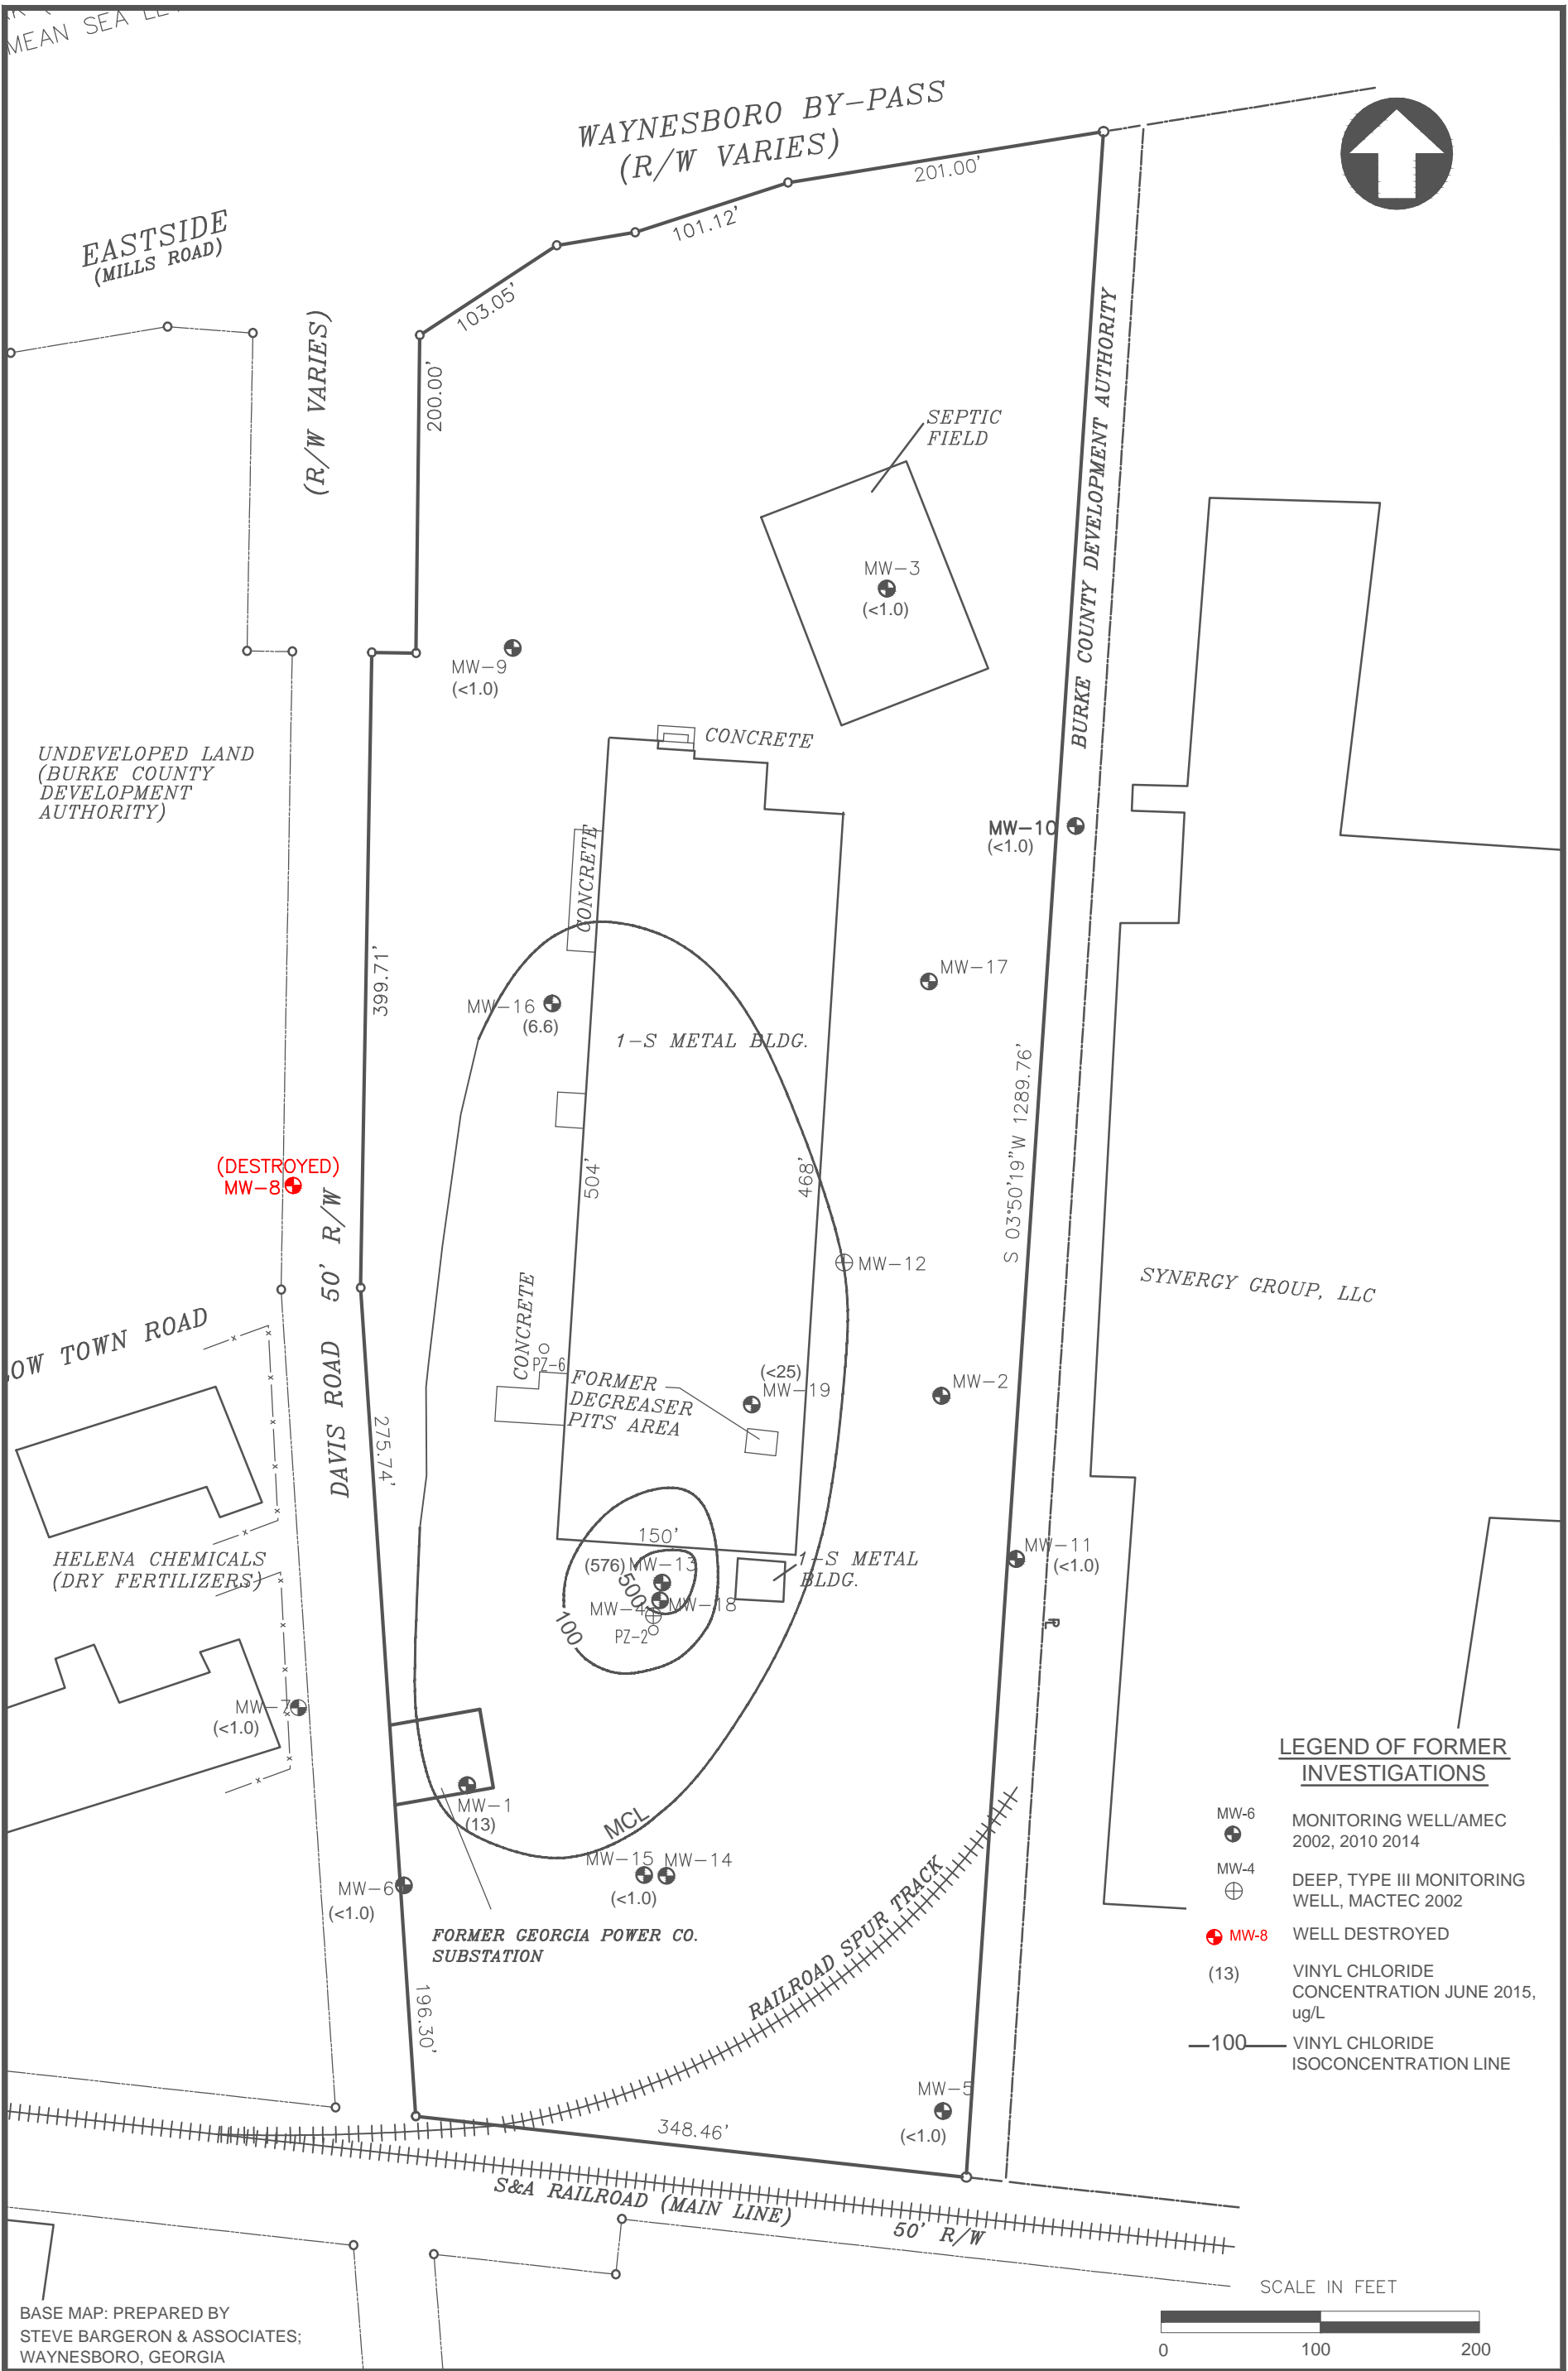 MEAN SEA
WAYNESBORO BY-PASS
(R/W VARIES)
201.00'
101.12'
103.05'
EASTSIDE
(MILLS ROAD)
(R/W VARIES)
200.00'
SEPTIC
FIELD
BURKE COUNTY DEVELOPMENT AUTHORITY
MW-3
(<1.0)
MW-9
(<1.0)
UNDEVELOPED LAND
(BURKE COUNTY
DEVELOPMENT
AUTHORITY)
CONCRETE
CONCRETE
MW-10
(<1.0)
399.71'
MW-17
MW-16
(6.6)
1-S METAL BLDG.
S 03°50'19"W 1289.76'
(DESTROYED)
MW-8
504'
468'
DAVIS ROAD 50' R/W
MW-12
SYNERGY GROUP, LLC
OW TOWN ROAD
CONCRETE
PZ-6
FORMER
DEGREASER
PITS AREA
(<25)
MW-19
MW-2
275.74'
150'
HELENA CHEMICALS
(DRY FERTILIZERS)
(576) MW-13
500
1-S METAL
BLDG.
MW-11
(<1.0)
MW-4
MW-18
100
PZ-2
PL
MW-7
(<1.0)
MW-1
(13)
MCL
MW-15
MW-14
(<1.0)
MW-6
(<1.0)
FORMER GEORGIA POWER CO.
SUBSTATION
RAILROAD SPUR TRACK
196.30'
MW-5
(<1.0)
348.46'
S&A RAILROAD (MAIN LINE)
50' R/W
LEGEND OF FORMER
INVESTIGATIONS
MW-6
MONITORING WELL/AMEC
2002, 2010 2014
MW-4
DEEP, TYPE III MONITORING
WELL, MACTEC 2002
MW-8 WELL DESTROYED
(13) VINYL CHLORIDE
CONCENTRATION JUNE 2015,
ug/L
100 VINYL CHLORIDE
ISOCONCENTRATION LINE
SCALE IN FEET
0 100 200
BASE MAP: PREPARED BY
STEVE BARGERON & ASSOCIATES;
WAYNESBORO, GEORGIA